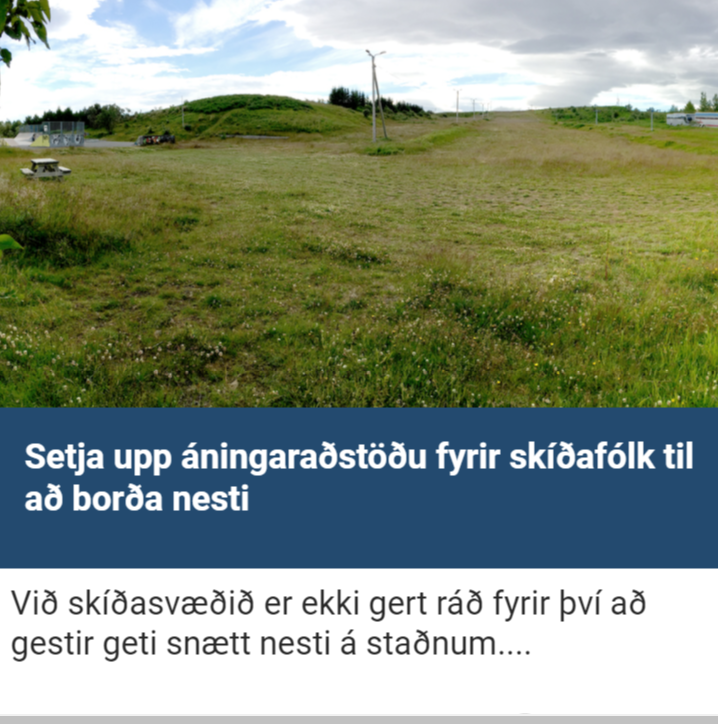 Setja upp áningaraðstöðu fyrir skíðafólk til
að borða nesti
Við skíðasvæðið er ekki gert ráð fyrir því að
gestir geti snætt nesti á staðnum....